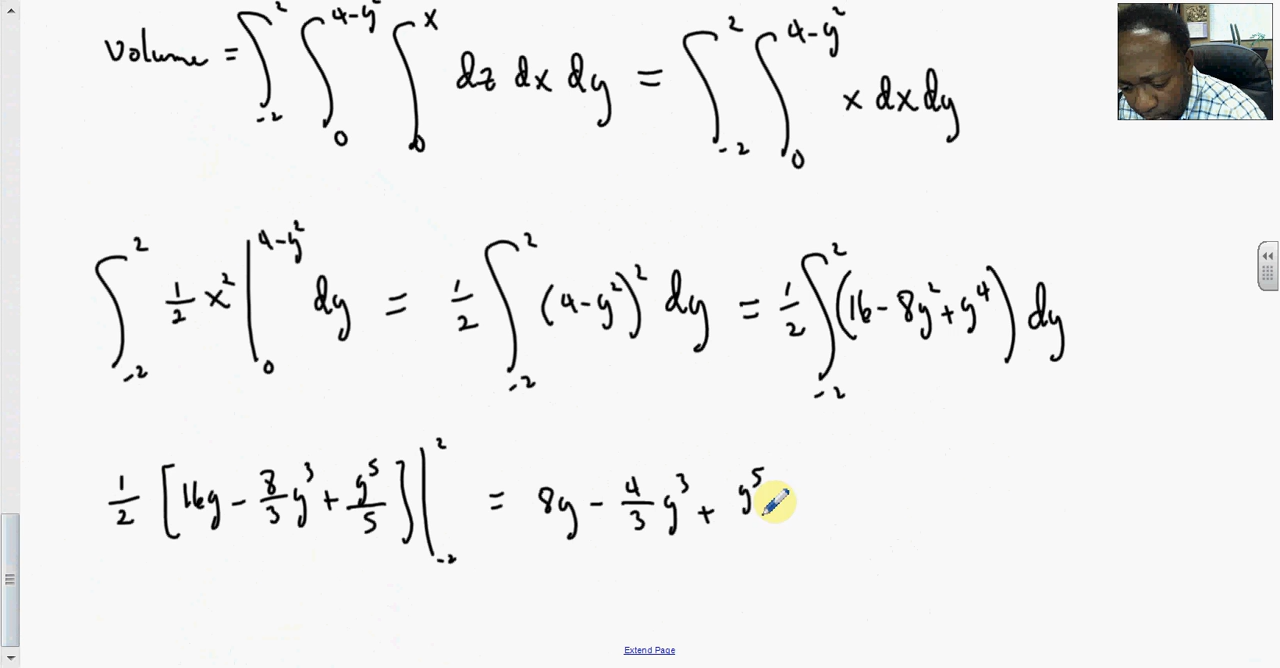 Volume = ∫_{-2}^{2} ∫_{0}^{4-y²} ∫_{0}^{x} dz dx dy = ∫_{-2}^{2} ∫_{0}^{4-y²} x dx dy
∫_{-2}^{2} 1/2 x² |_{0}^{4-y²} dy = 1/2 ∫_{-2}^{2} (4-y²)² dy = 1/2 ∫_{-2}^{2} (16-8y²+y⁴) dy
1/2 [16y - 8/3 y³ + y⁵/5]|_{-2}^{2} = 8y - 4/3 y³ + y⁵
Extend Page